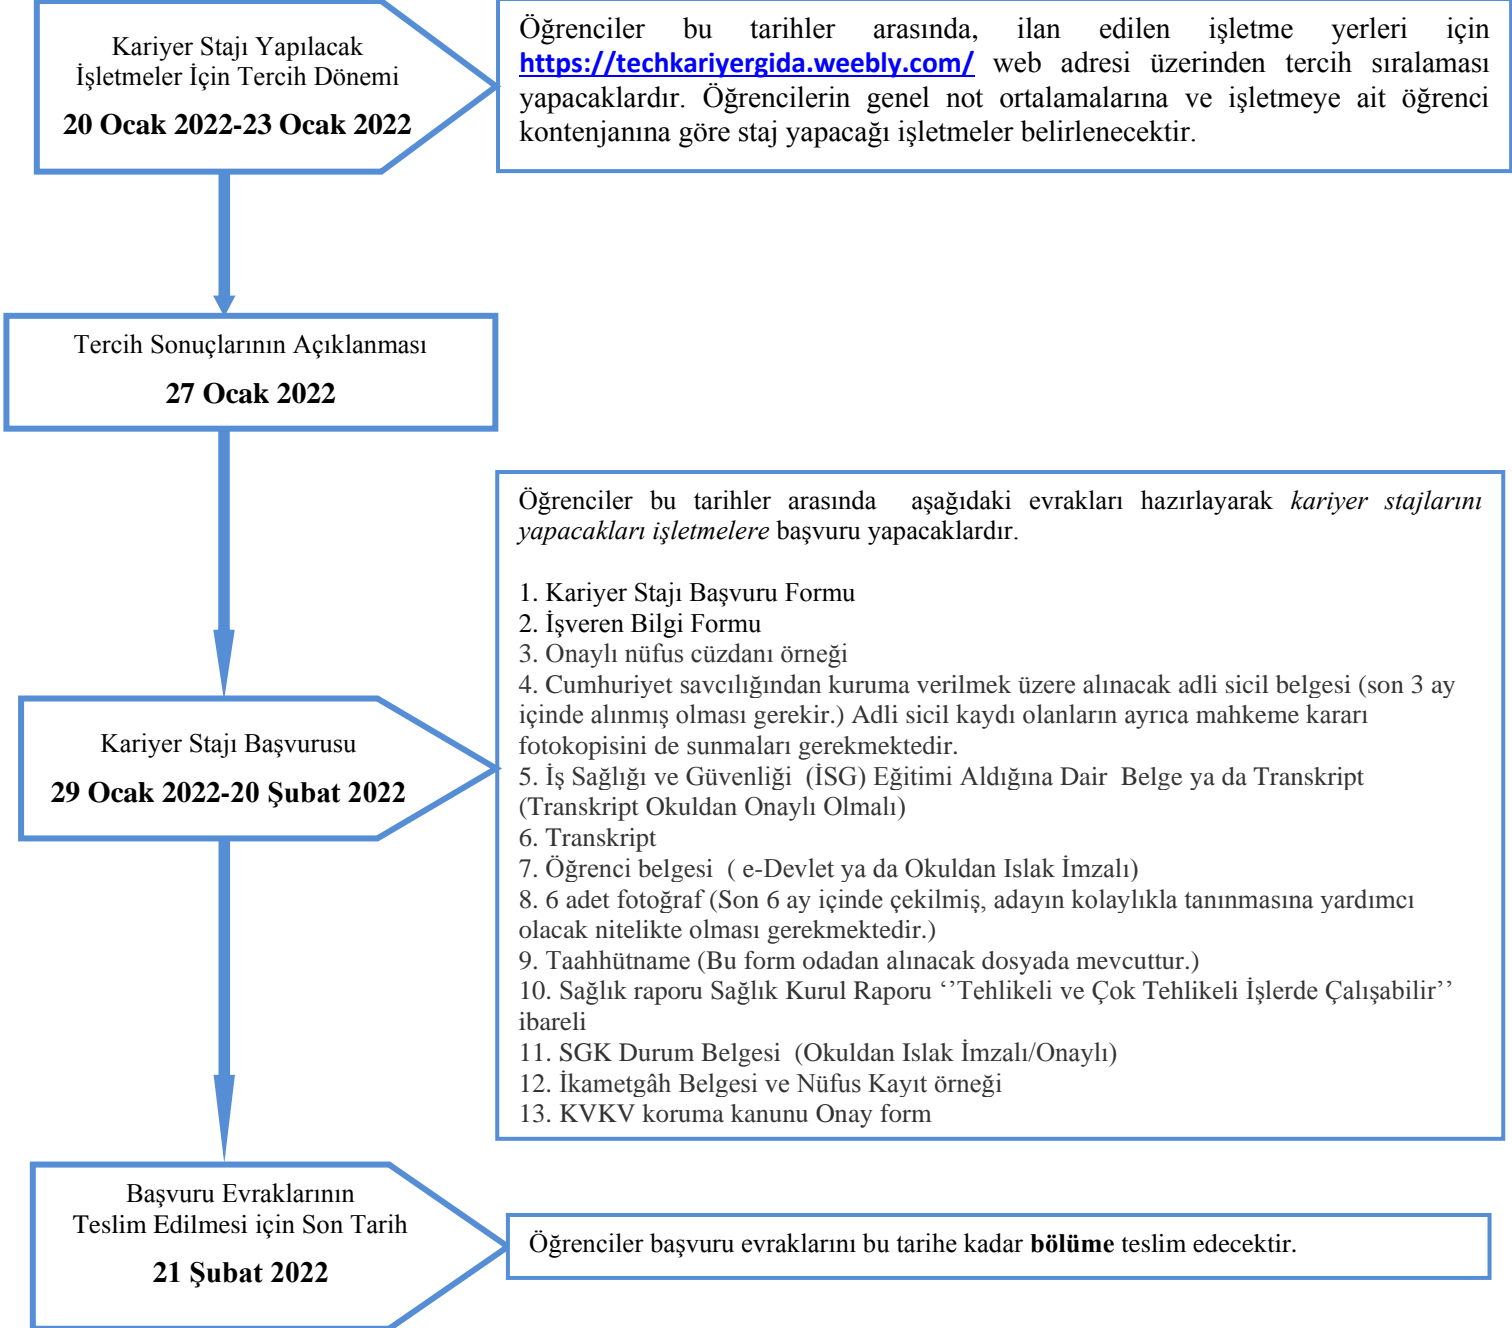 Kariyer Stajı Yapılacak
İşletmeler İçin Tercih Dönemi
20 Ocak 2022-23 Ocak 2022
Öğrenciler bu tarihler arasında, ilan edilen işletme yerleri için
https://techkariyergida.weebly.com/ web adresi üzerinden tercih sıralaması
yapacaklardır. Öğrencilerin genel not ortalamalarına ve işletmeye ait öğrenci
kontenjanına göre staj yapacağı işletmeler belirlenecektir.
Tercih Sonuçlarının Açıklanması
27 Ocak 2022
Öğrenciler bu tarihler arasında aşağıdaki evrakları hazırlayarak kariyer stajlarını
yapacakları işletmelere başvuru yapacaklardır.
1. Kariyer Stajı Başvuru Formu
2. İşveren Bilgi Formu
3. Onaylı nüfus cüzdanı örneği
4. Cumhuriyet savcılığından kuruma verilmek üzere alınacak adli sicil belgesi (son 3 ay
içinde alınmış olması gerekir.) Adli sicil kaydı olanların ayrıca mahkeme kararı
fotokopisini de sunmaları gerekmektedir.
5. İş Sağlığı ve Güvenliği (İSG) Eğitimi Aldığına Dair Belge ya da Transkript
(Transkript Okuldan Onaylı Olmalı)
6. Transkript
7. Öğrenci belgesi ( e-Devlet ya da Okuldan Islak İmzalı)
8. 6 adet fotoğraf (Son 6 ay içinde çekilmiş, adayın kolaylıkla tanınmasına yardımcı
olacak nitelikte olması gerekmektedir.)
9. Taahhütname (Bu form odadan alınacak dosyada mevcuttur.)
10. Sağlık raporu Sağlık Kurul Raporu ‘’Tehlikeli ve Çok Tehlikeli İşlerde Çalışabilir’’
ibareli
11. SGK Durum Belgesi (Okuldan Islak İmzalı/Onaylı)
12. İkametgâh Belgesi ve Nüfus Kayıt örneği
13. KVKV koruma kanunu Onay form
Kariyer Stajı Başvurusu
29 Ocak 2022-20 Şubat 2022
Başvuru Evraklarının
Teslim Edilmesi için Son Tarih
21 Şubat 2022
Öğrenciler başvuru evraklarını bu tarihe kadar bölüme teslim edecektir.